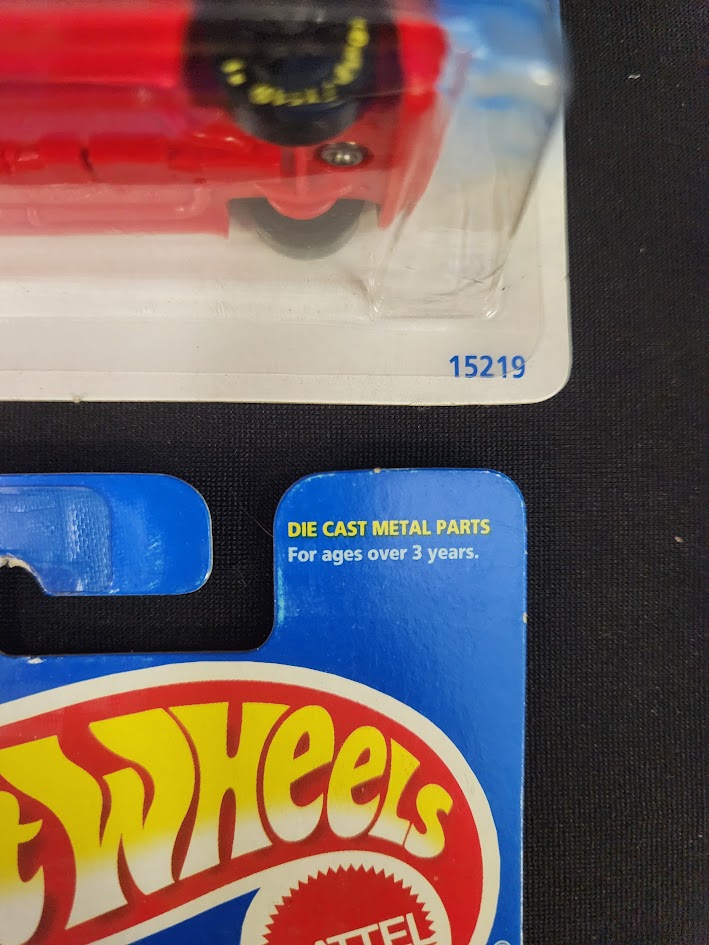 15219
DIE CAST METAL PARTS
For ages over 3 years.
WHEELS